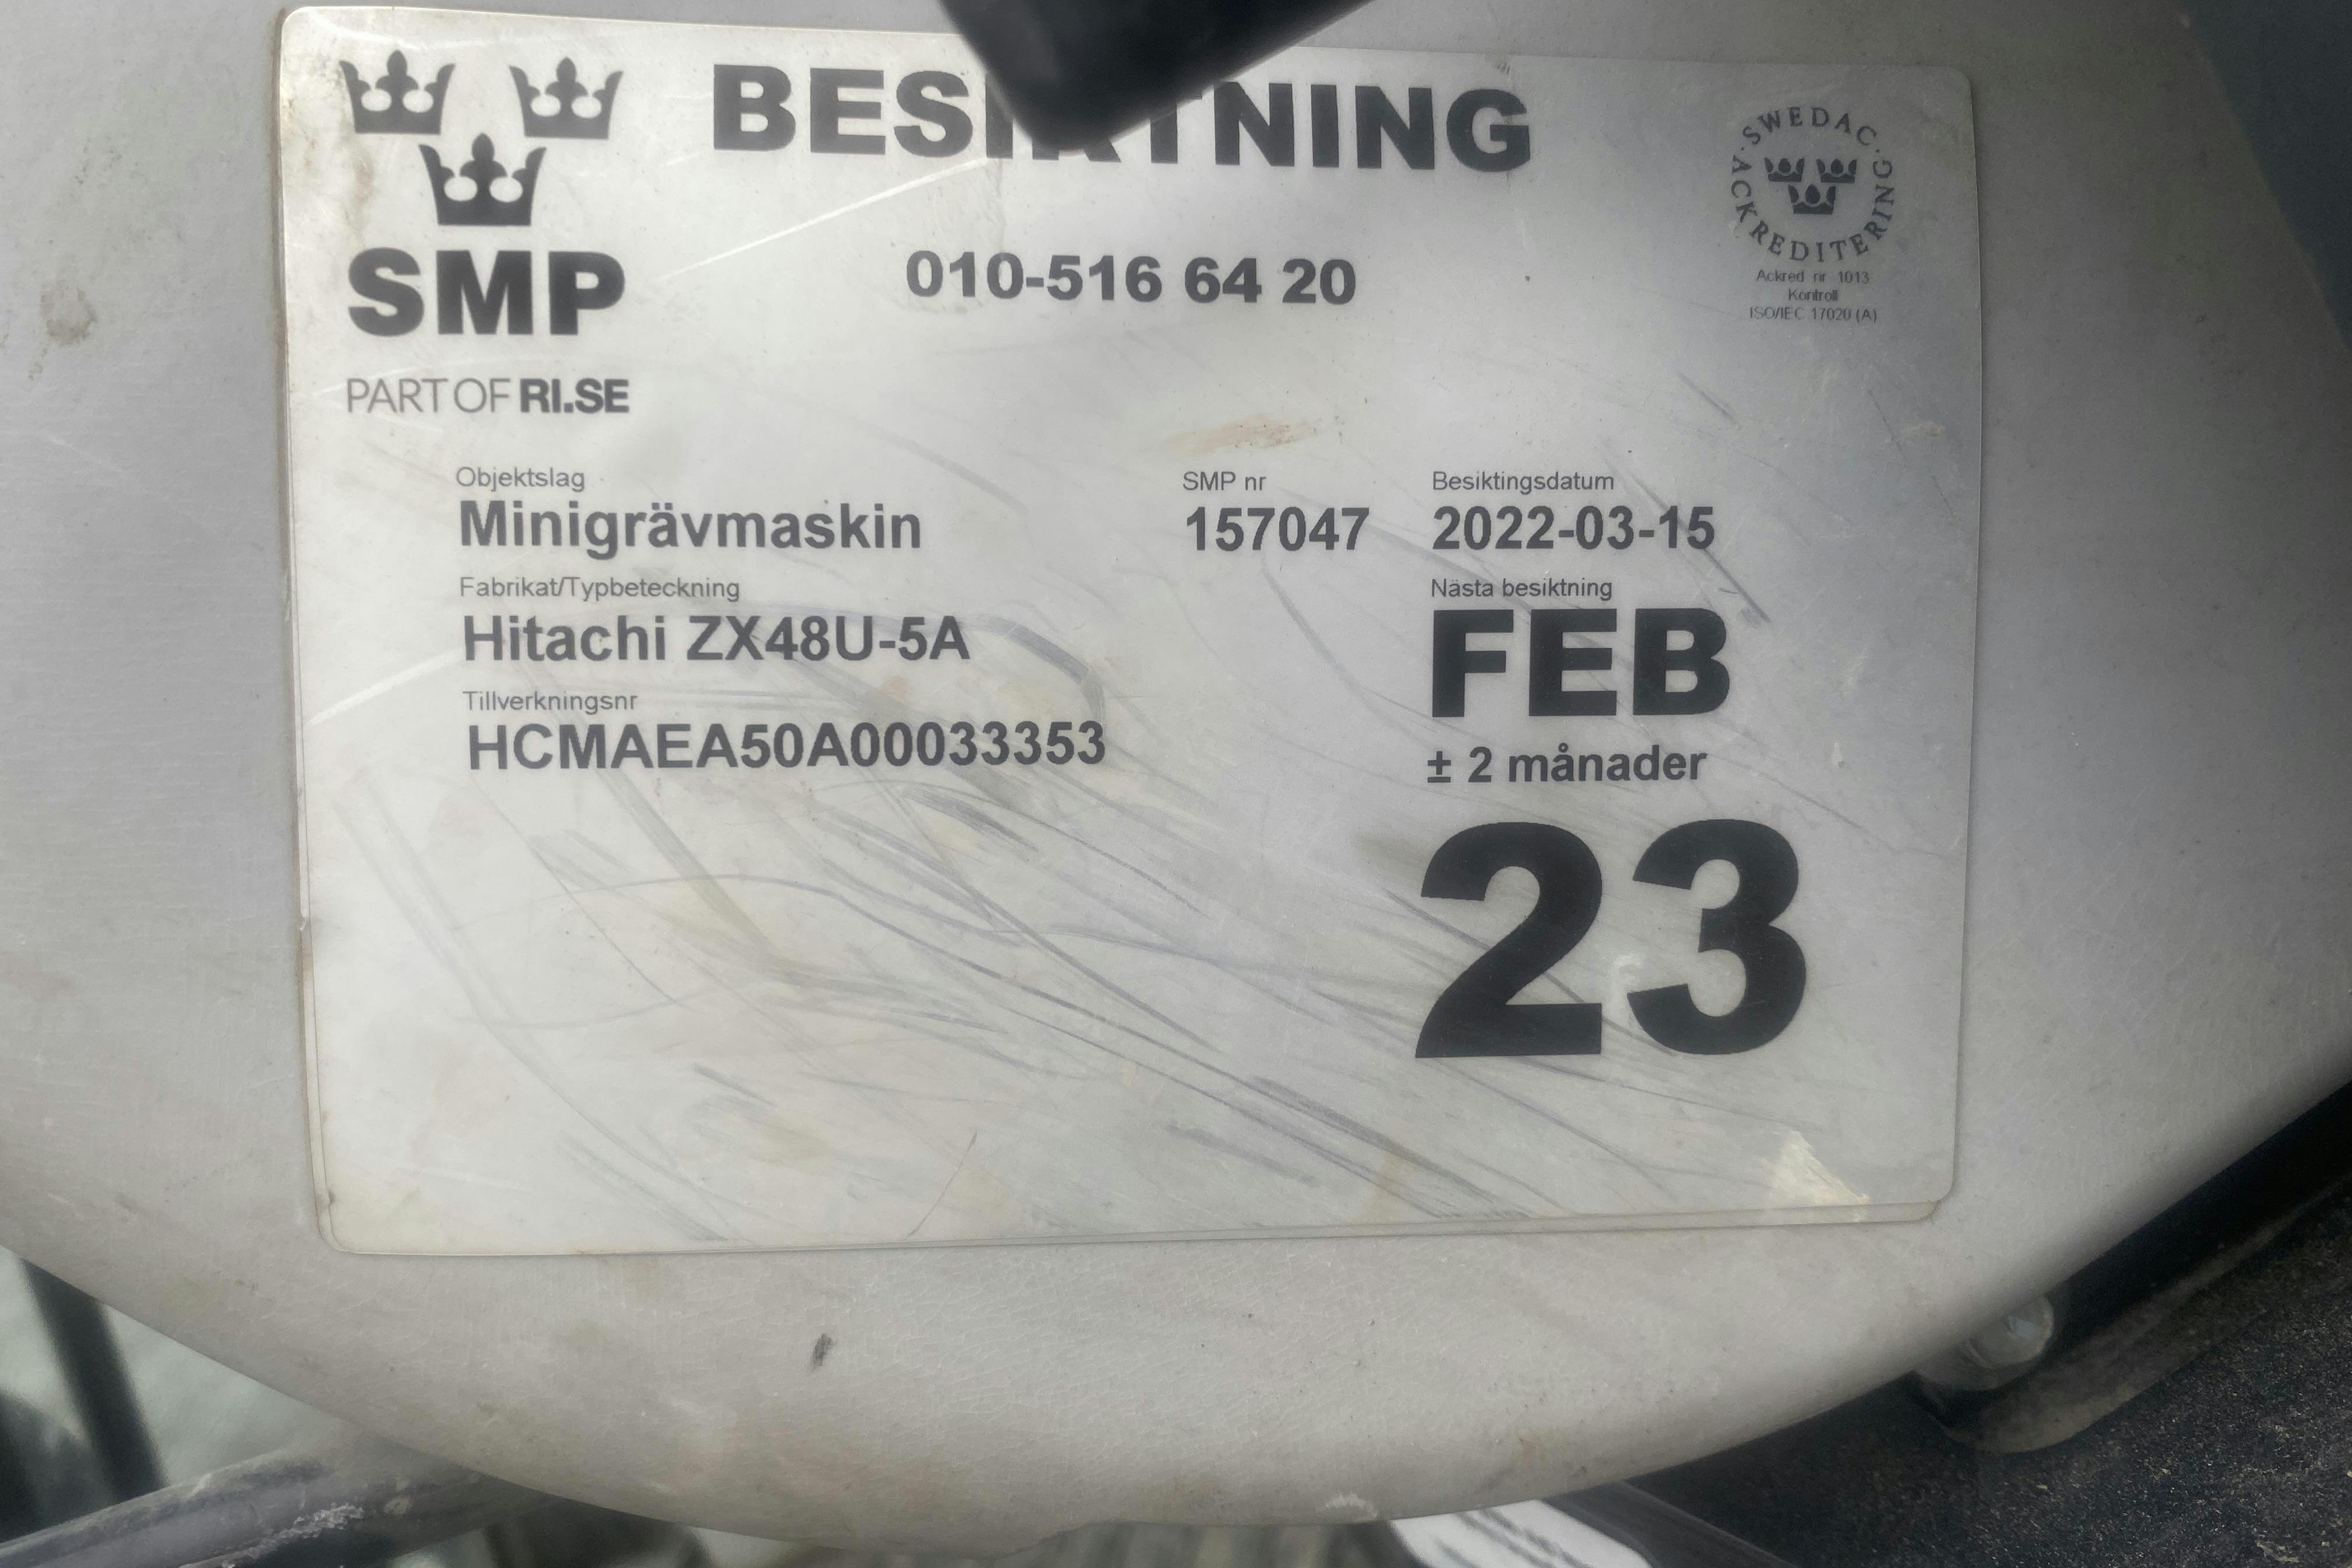 BESIKTNING
SMP
PART OF RI.SE
010-516 64 20
SWEDAC ACKREDITERING
Ackred nr 1013
Kontroll
ISO/IEC 17020 (A)
Objektslag
Minigrävmaskin
SMP nr
157047
Besiktingsdatum
2022-03-15
Fabrikat/Typbeteckning
Hitachi ZX48U-5A
Nästa besiktning
FEB
± 2 månader
23
Tillverkningsnr
HCMAEA50A00033353